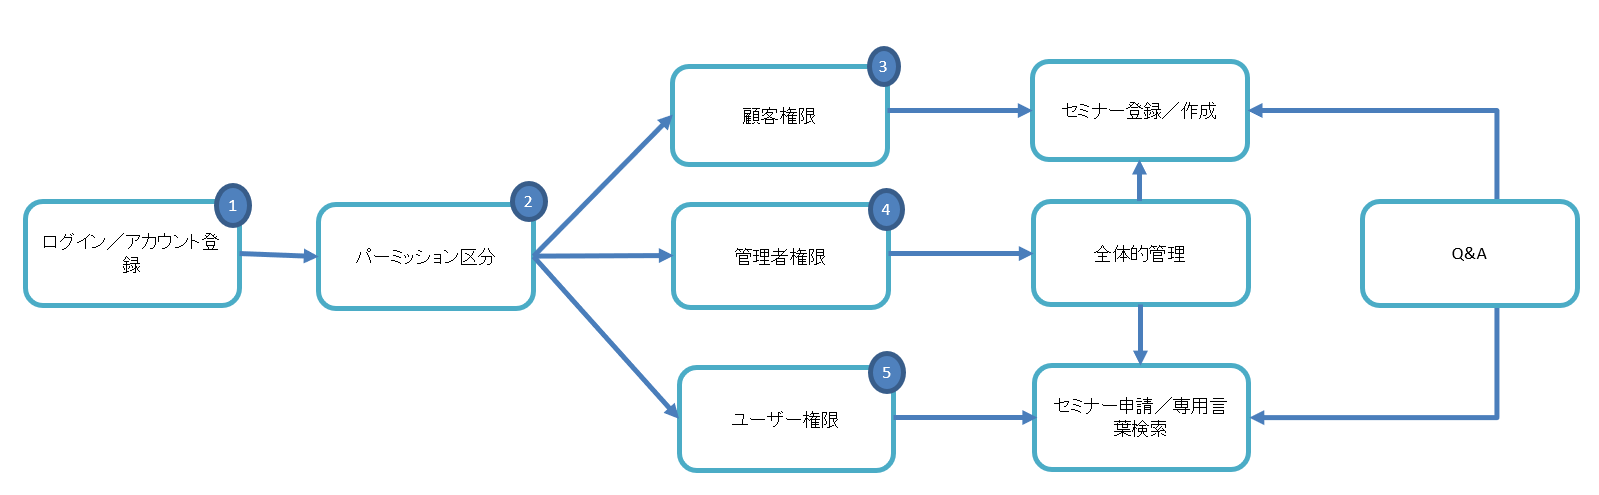 1
ログイン／アカウント登
録
2
パーミッション区分
3
顧客権限
4
管理者権限
5
ユーザー権限
セミナー登録／作成
全体的管理
セミナー申請／専用言
葉検索
Q&A